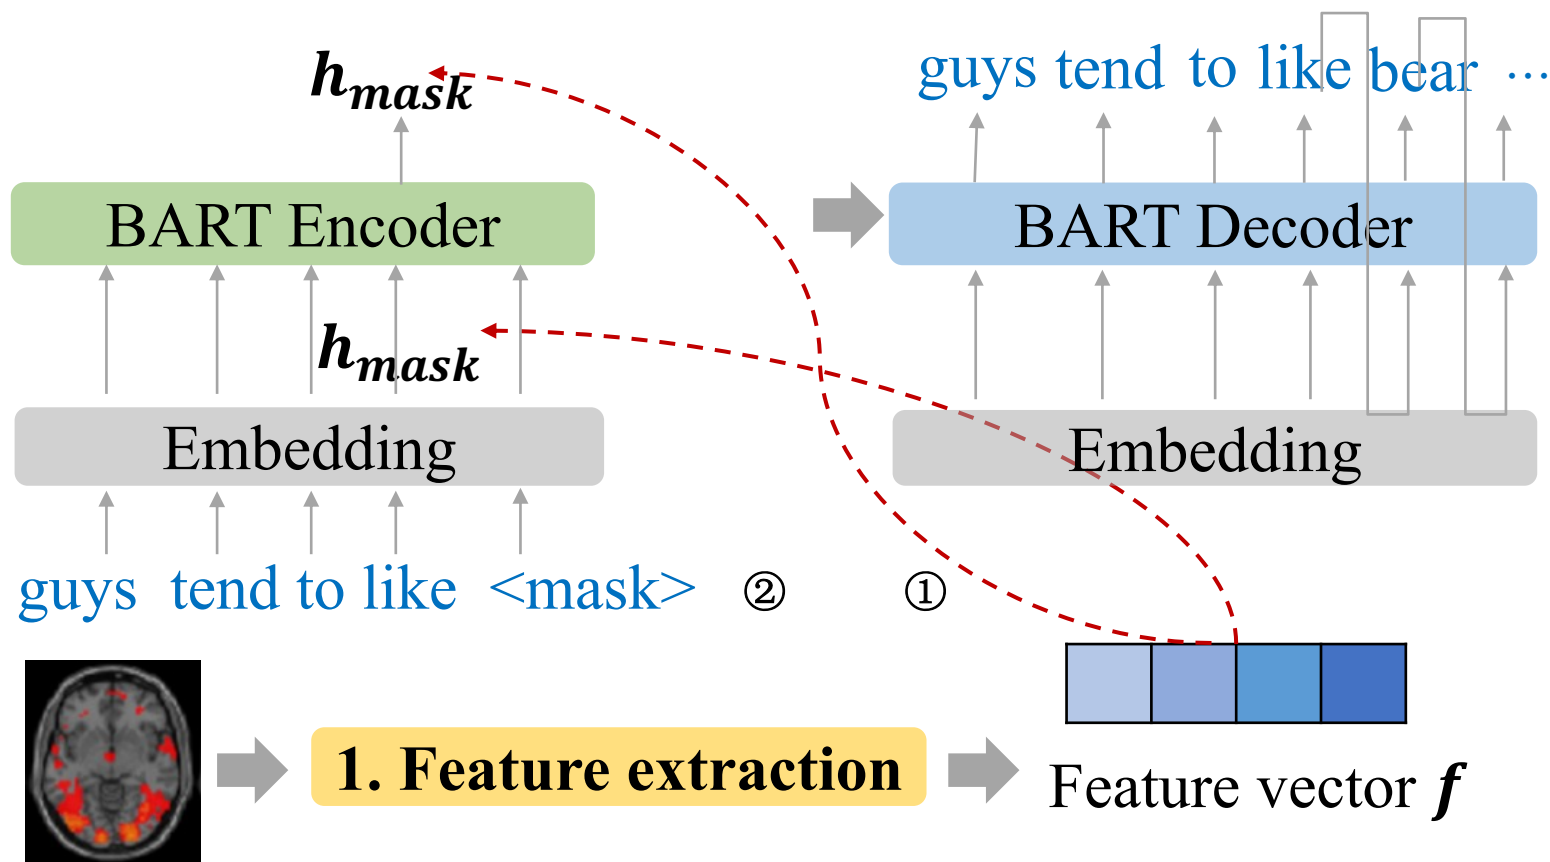 h_mask
guys tend to like bear ...
BART Encoder
BART Decoder
h_mask
Embedding
Embedding
guys tend to like <mask> ② ①
1. Feature extraction
Feature vector f